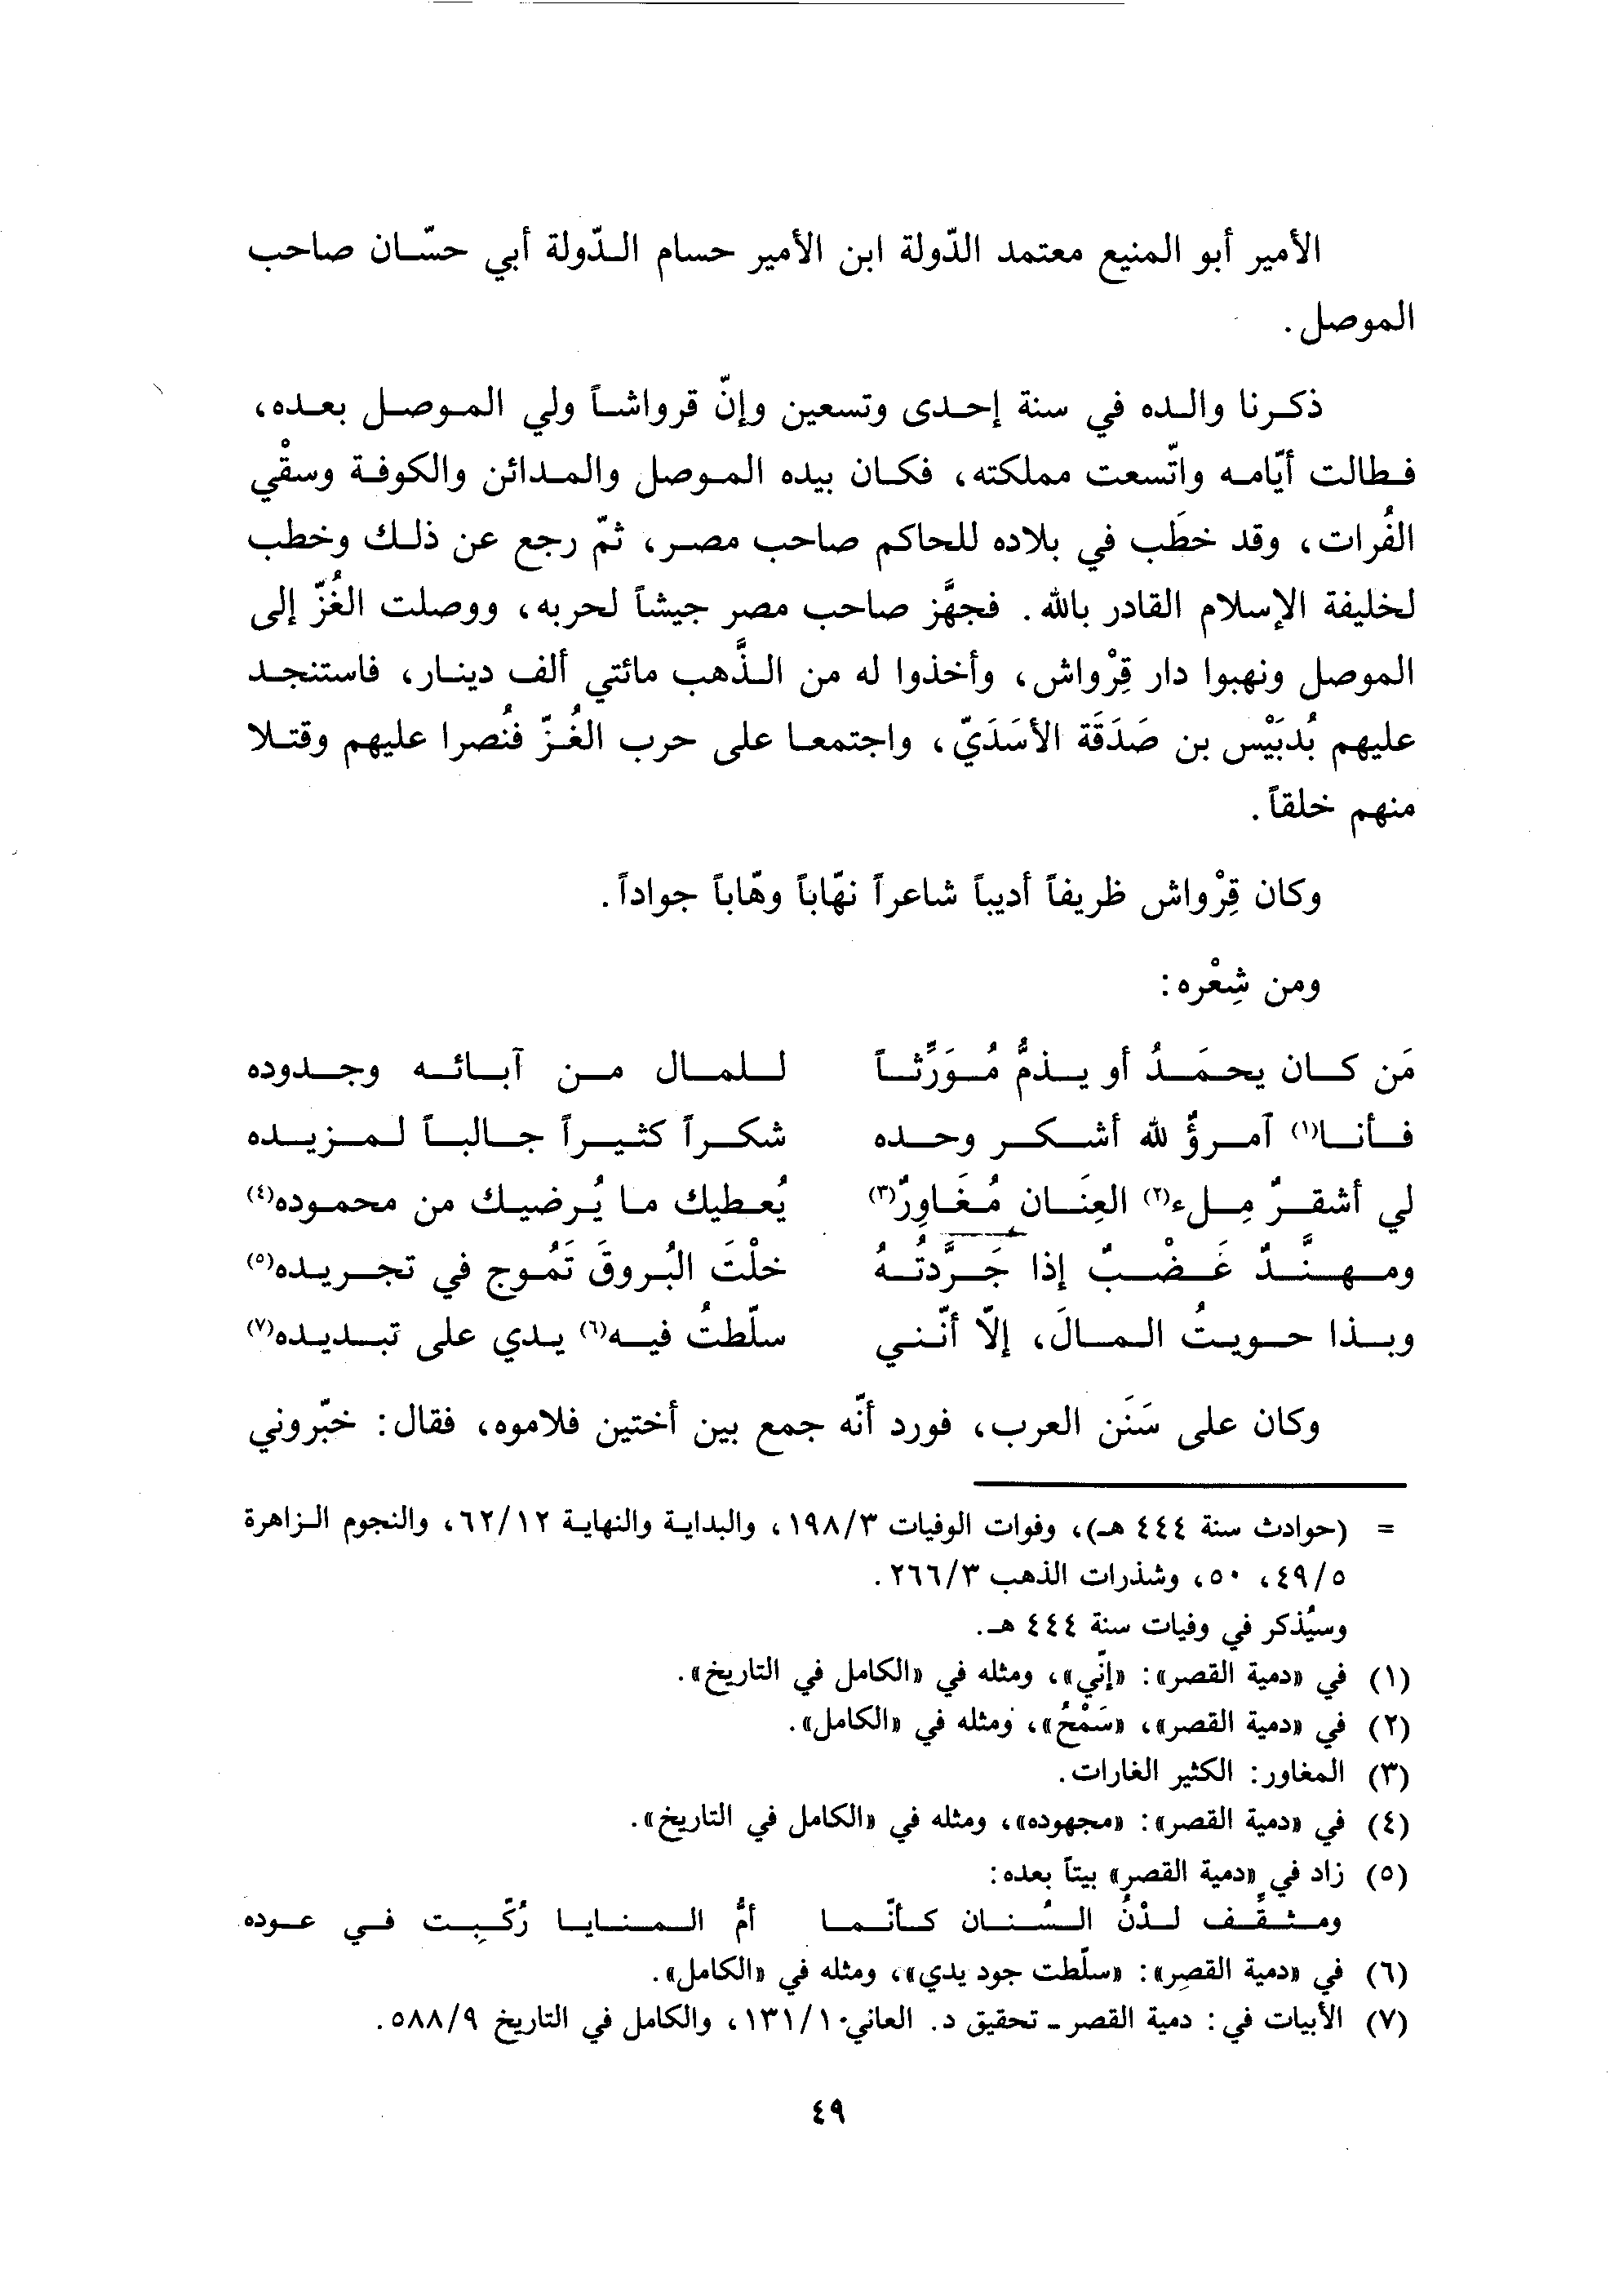 الأمير أبو المنيع معتمد الدّولة ابن الأمير حسام الدّولة أبي حسّان صاحب
الموصل.
ذكرنا والده في سنة إحدى وتسعين وإنّ قرواشاً ولي الموصل بعده،
فطالت أيّامه واتّسعت مملكته، فكان بيده الموصل والمدائن والكوفة وسقْي
الفُرات، وقد خطَب في بلاده للحاكم صاحب مصر، ثمّ رجع عن ذلك وخطب
لخليفة الإسلام القادر بالله. فجهَّز صاحب مصر جيشاً لحربه، ووصلت الغُزّ إلى
الموصل ونهبوا دار قِرْواش، وأخذوا له من الذَّهب مائتي ألف دينار، فاستنجد
عليهم بُدبَيْس بن صَدَقَة الأسَديّ، واجتمعا على حرب الغُزّ فنُصرا عليهم وقتلا
منهم خلقاً.
وكان قِرْواش ظريفاً أديباً شاعراً نهّاباً وهّاباً جواداً.
ومن شِعْره:
مَن كان يحمَدُ أو يذمُّ مُوَرِّثاً للمال من آبائه وجدوده
فأنا(١) آمرؤٌ لله أشكر وحده شكراً كثيراً جالباً لمزيده
لي أشقرٌ مِلء(٢) العِنَان مُغَاوِرٌ(٣) يُعطيك ما يُرضيك من محموده(٤)
ومهنَّدٌ غَضْبٌ إذا جَرَّدتُهُ خلْتَ البُروقَ تَمُوج في تجريده(٥)
وبذا حويتُ المالَ، إلاّ أنّني سلّطتُ فيه(٦) يدي على تبديده(٧)
وكان على سَنَن العرب، فورد أنّه جمع بين أختين فلاموه، فقال: خبّروني
= (حوادث سنة ٤٤٤ هـ)، وفوات الوفيات ١٩٨/٣، والبداية والنهاية ٦٢/١٢، والنجوم الزاهرة
٤٩/٥، ٥٠، وشذرات الذهب ٢٦٦/٣.
وسيُذكر في وفيات سنة ٤٤٤ هـ.
(١) في «دمية القصر»: «إنّي»، ومثله في «الكامل في التاريخ».
(٢) في «دمية القصر»، «سَمْحُ»، ومثله في «الكامل».
(٣) المغاور: الكثير الغارات.
(٤) في «دمية القصر»: «مجهوده»، ومثله في «الكامل في التاريخ».
(٥) زاد في «دمية القصر» بيتاً بعده:
ومثقَّفٍ لدْنُ السُنان كأنّما أمُّ المنايا رُكّبت في عوده
(٦) في «دمية القصر»: «سلّطت جود يدي»، ومثله في «الكامل».
(٧) الأبيات في: دمية القصر - تحقيق د. العاني ١٣١/١، والكامل في التاريخ ٥٨٨/٩.
٤٩